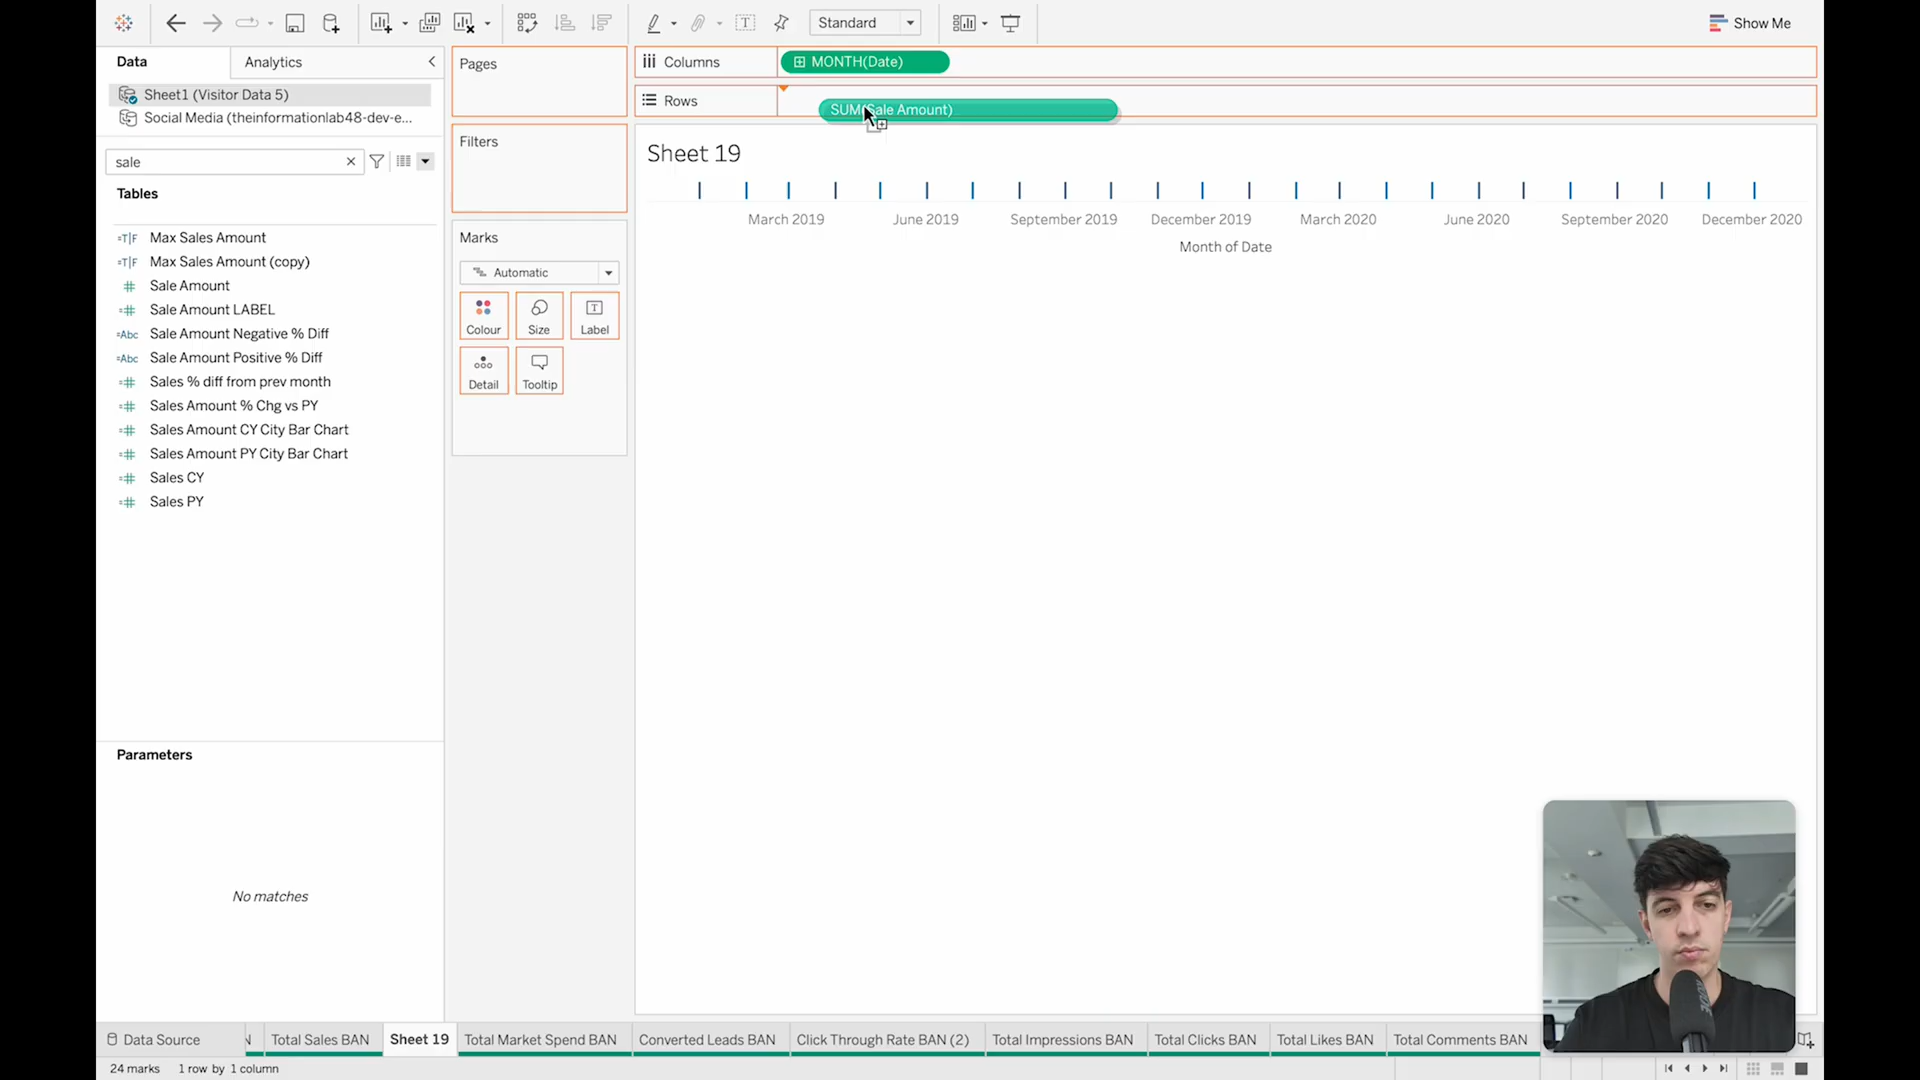 Standard
Show Me
Data
Analytics
Sheet1 (Visitor Data 5)
Social Media (theinformationlab48-dev-e...
sale
Tables
=T|F Max Sales Amount
=T|F Max Sales Amount (copy)
# Sale Amount
=# Sale Amount LABEL
=Abc Sale Amount Negative % Diff
=Abc Sale Amount Positive % Diff
=# Sales % diff from prev month
=# Sales Amount % Chg vs PY
=# Sales Amount CY City Bar Chart
=# Sales Amount PY City Bar Chart
=# Sales CY
=# Sales PY
Parameters
No matches
Pages
Filters
Marks
Automatic
Colour
Size
T
Label
Detail
Tooltip
Columns
MONTH(Date)
Rows
SUM(Sale Amount)
Sheet 19
March 2019
June 2019
September 2019
December 2019
March 2020
June 2020
September 2020
December 2020
Month of Date
Data Source
N
Total Sales BAN
Sheet 19
Total Market Spend BAN
Converted Leads BAN
Click Through Rate BAN (2)
Total Impressions BAN
Total Clicks BAN
Total Likes BAN
Total Comments BAN
24 marks
1 row by 1 column